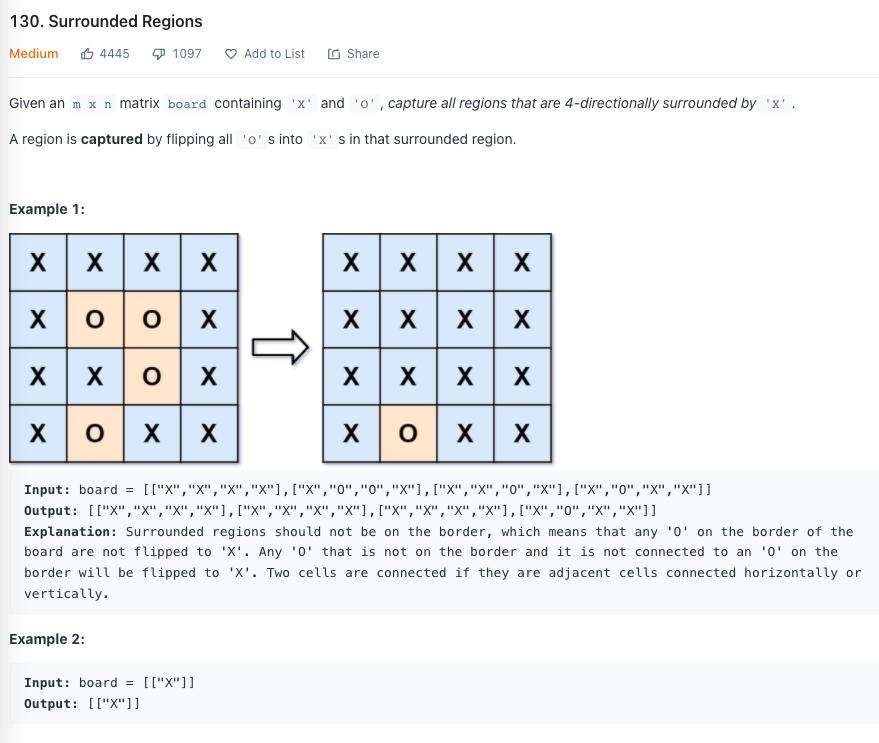 130. Surrounded Regions
Medium 4445 1097 Add to List Share
Given an m x n matrix board containing 'X' and 'O', capture all regions that are 4-directionally surrounded by 'X'.
A region is captured by flipping all 'O' s into 'X' s in that surrounded region.
Example 1:
X X X X X X X X
X O O X X X X X
X X O X X X X X
X O X X X O X X
Input: board = [["X","X","X","X"],["X","O","O","X"],["X","X","O","X"],["X","O","X","X"]]
Output: [["X","X","X","X"],["X","X","X","X"],["X","X","X","X"],["X","O","X","X"]]
Explanation: Surrounded regions should not be on the border, which means that any 'O' on the border of the
board are not flipped to 'X'. Any 'O' that is not on the border and it is not connected to an 'O' on the
border will be flipped to 'X'. Two cells are connected if they are adjacent cells connected horizontally or
vertically.
Example 2:
Input: board = [["X"]]
Output: [["X"]]